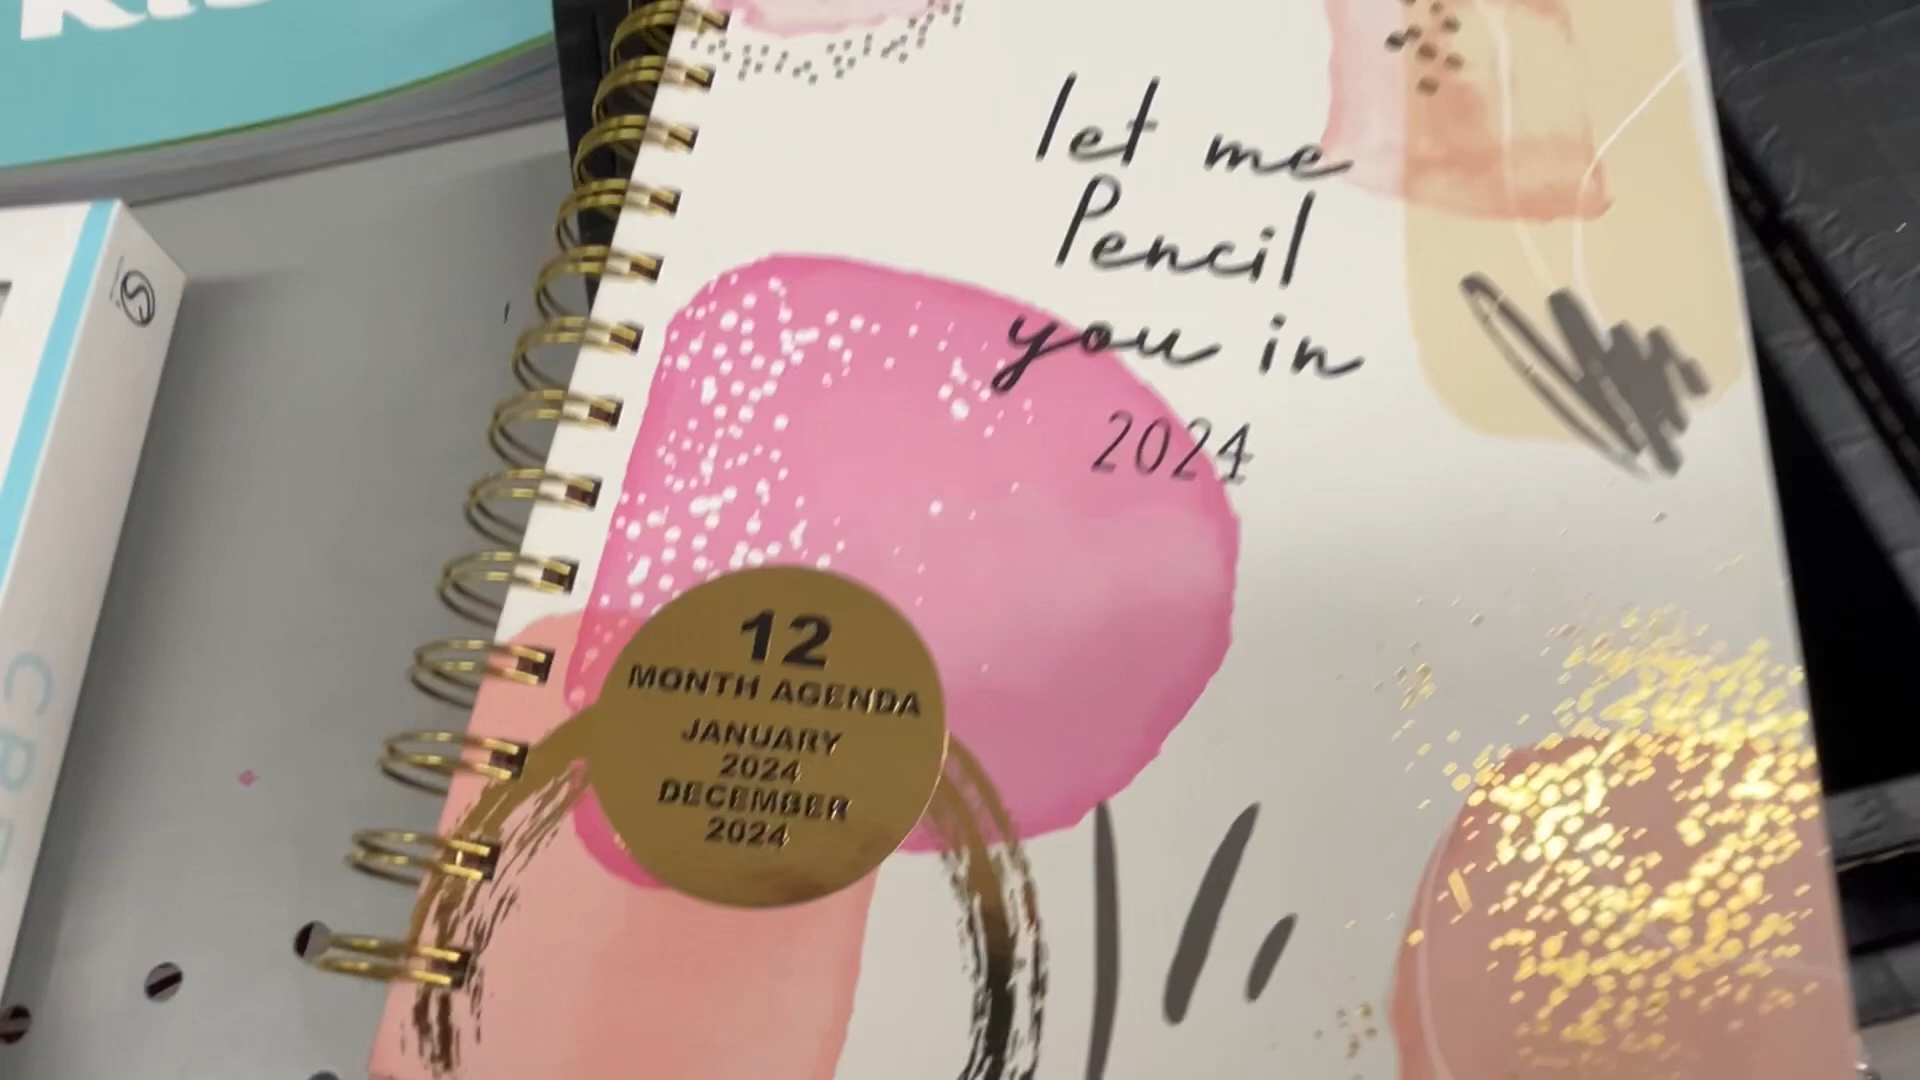 let me
Pencil
you in
2024
12
MONTH AGENDA
JANUARY
2024
DECEMBER
2024